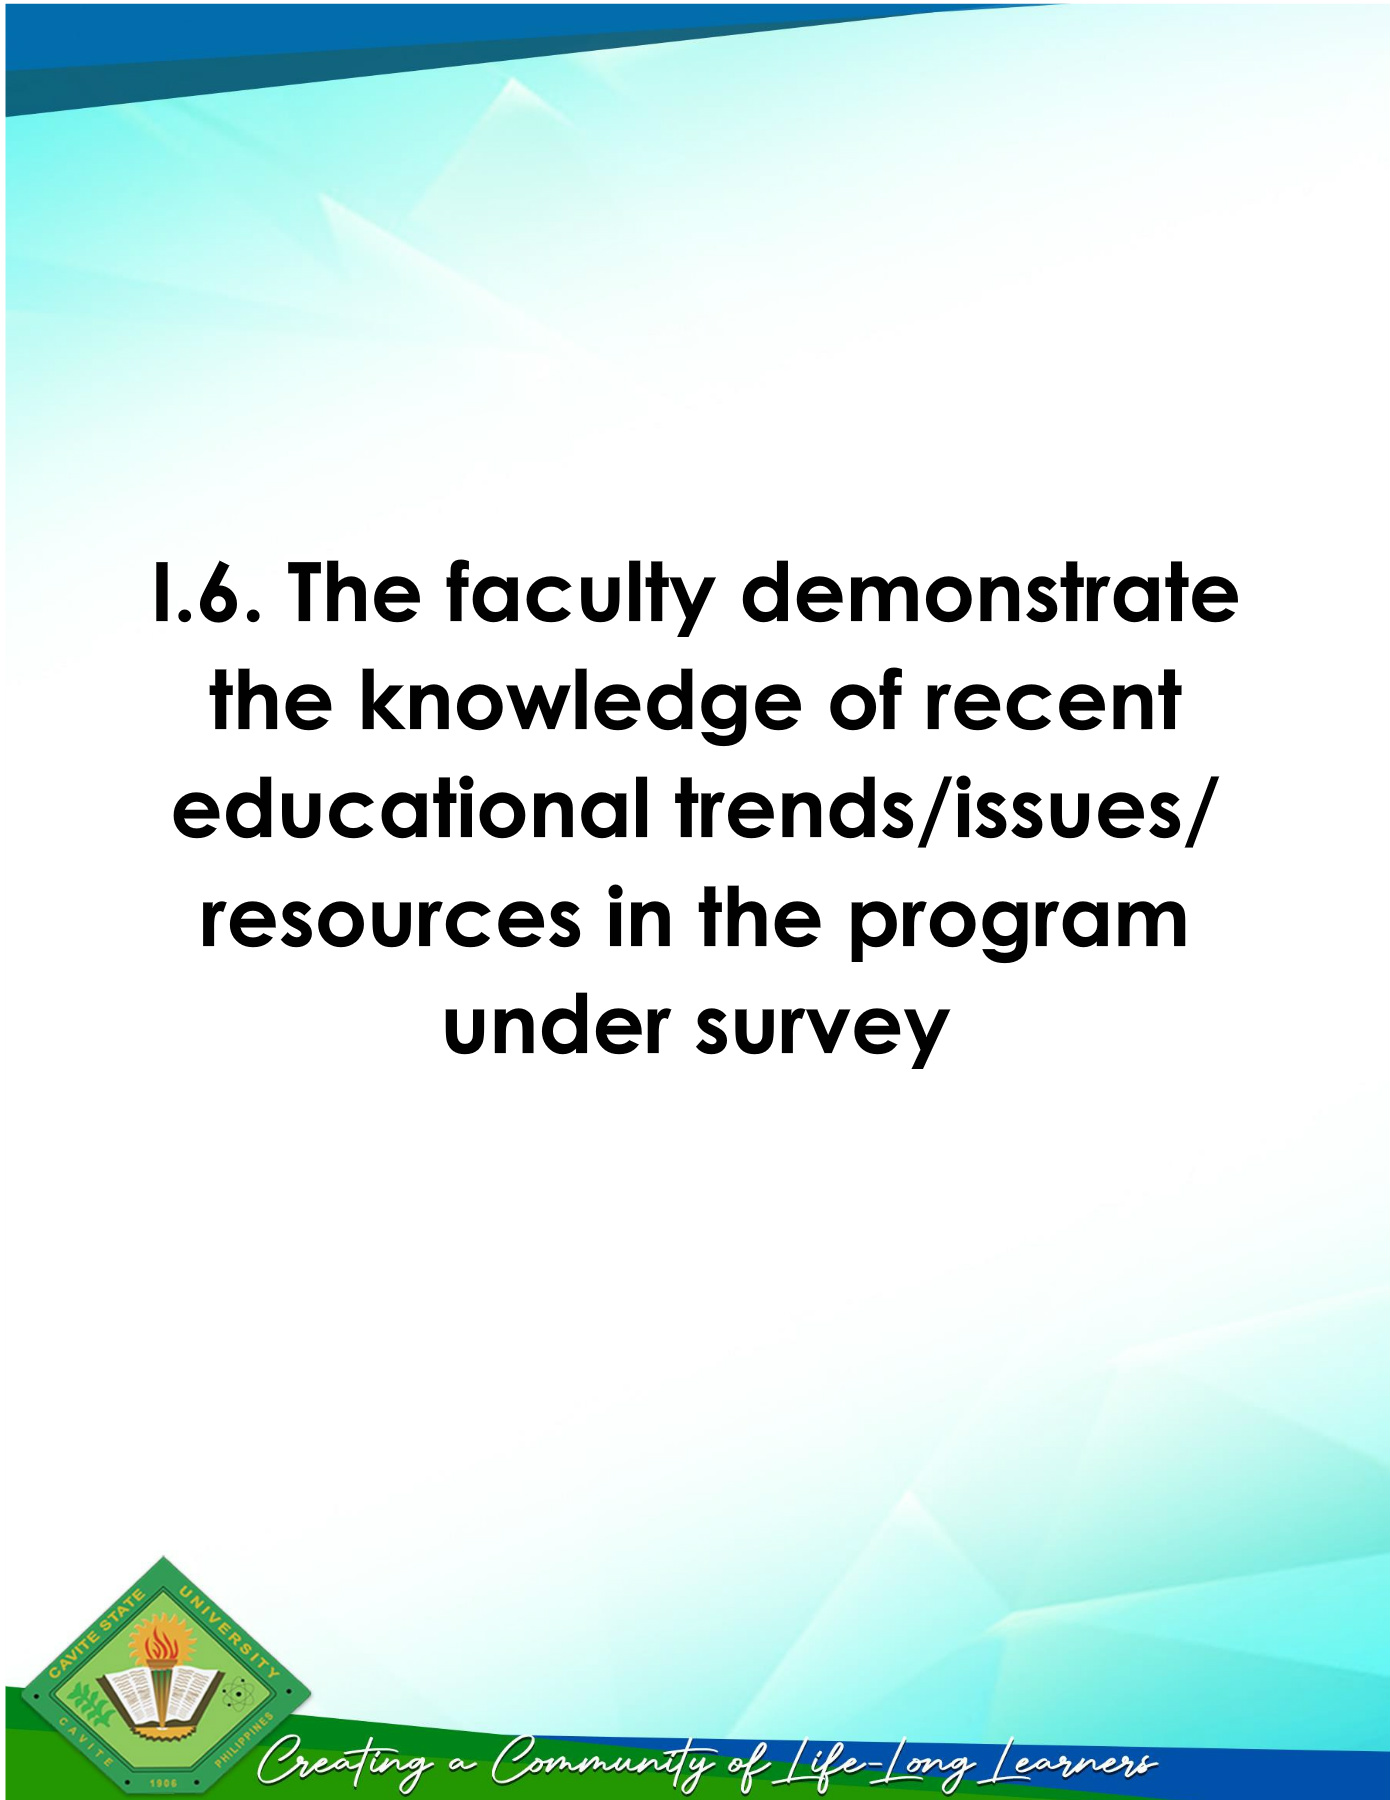 I.6. The faculty demonstrate
the knowledge of recent
educational trends/issues/
resources in the program
under survey
CAVITE STATE UNIVERSITY
CAVITE 1906 PHILIPPINES
Creating a Community of Life-Long Learners